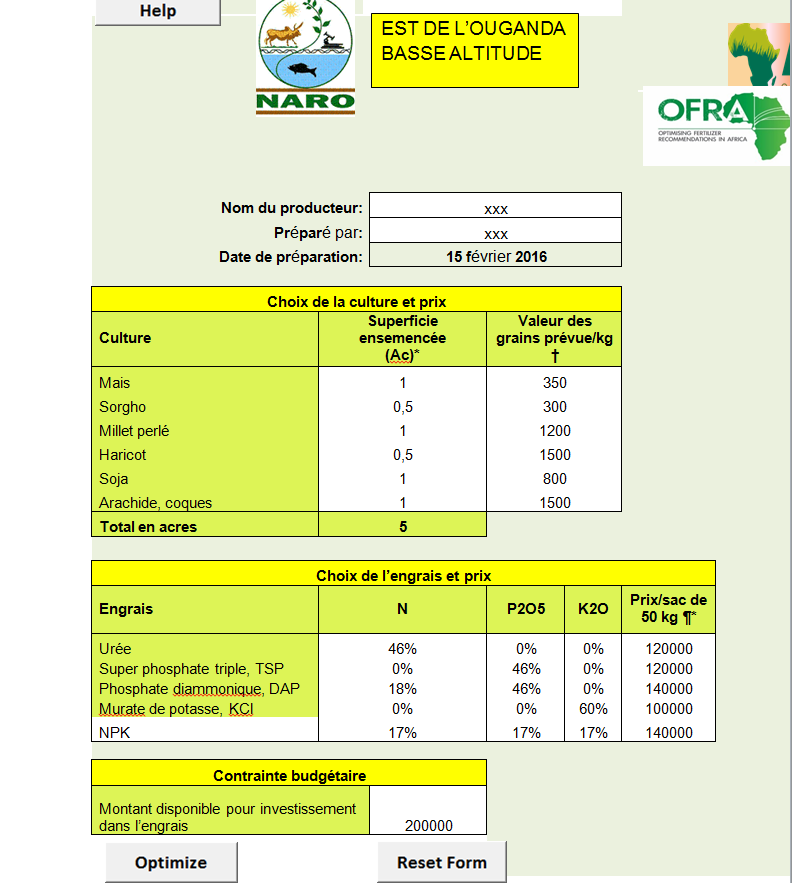 Help
EST DE L’OUGANDA
BASSE ALTITUDE
NARO
OFRA
OPTIMISING FERTILIZER
RECOMMENDATIONS IN AFRICA
Nom du producteur: xxx
Préparé par: xxx
Date de préparation: 15 février 2016
Choix de la culture et prix
Culture Superficie ensemencée (Ac)* Valeur des grains prévue/kg †
Mais 1 350
Sorgho 0,5 300
Millet perlé 1 1200
Haricot 0,5 1500
Soja 1 800
Arachide, coques 1 1500
Total en acres 5
Choix de l’engrais et prix
Engrais N P2O5 K2O Prix/sac de 50 kg ¶*
Urée 46% 0% 0% 120000
Super phosphate triple, TSP 0% 46% 0% 120000
Phosphate diammonique, DAP 18% 46% 0% 140000
Murate de potasse, KCl 0% 0% 60% 100000
NPK 17% 17% 17% 140000
Contrainte budgétaire
Montant disponible pour investissement
dans l’engrais 200000
Optimize Reset Form